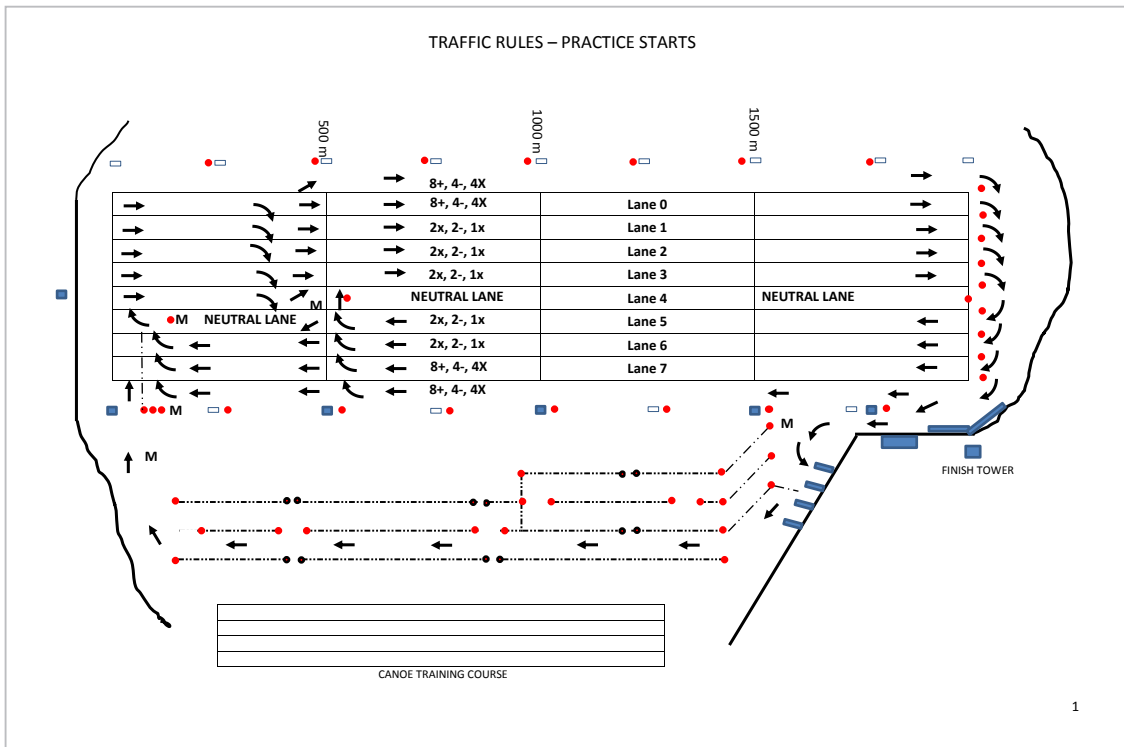 TRAFFIC RULES – PRACTICE STARTS
500 m
1000 m
1500 m
8+, 4-, 4X
8+, 4-, 4X
Lane 0
2x, 2-, 1x
Lane 1
2x, 2-, 1x
Lane 2
2x, 2-, 1x
Lane 3
M
NEUTRAL LANE
Lane 4
NEUTRAL LANE
M
NEUTRAL LANE
2x, 2-, 1x
Lane 5
2x, 2-, 1x
Lane 6
8+, 4-, 4X
Lane 7
8+, 4-, 4X
M
M
M
FINISH TOWER
CANOE TRAINING COURSE
1